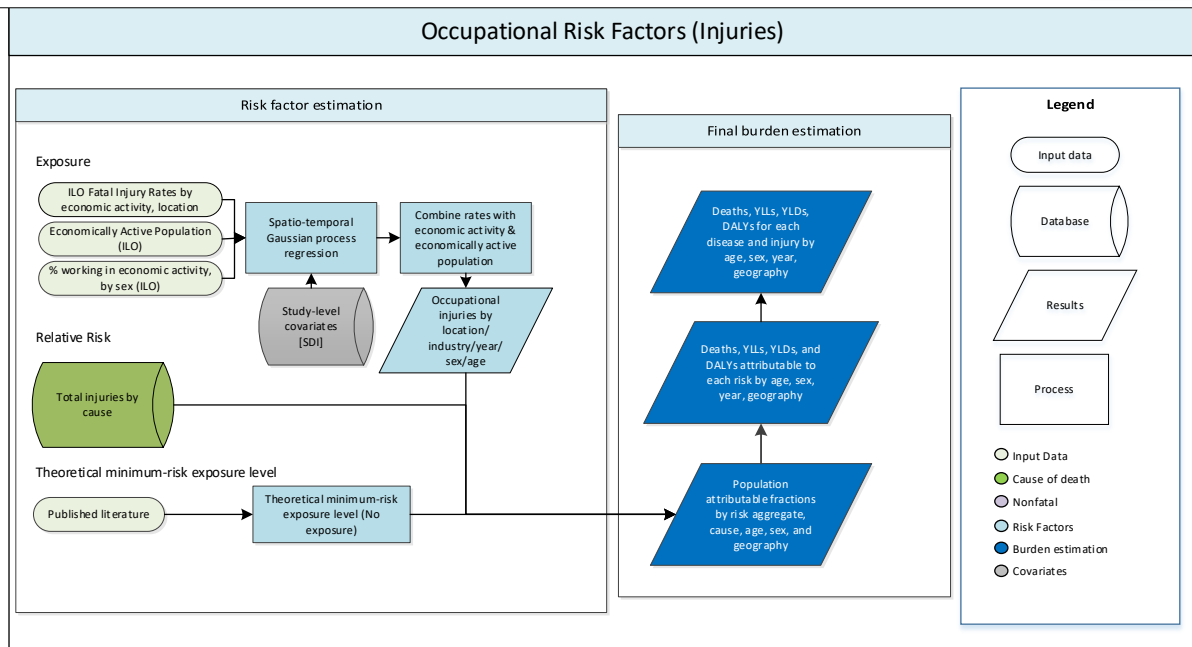 Occupational Risk Factors (Injuries)
Risk factor estimation
Exposure
ILO Fatal Injury Rates by
economic activity, location
Economically Active Population
(ILO)
% working in economic activity,
by sex (ILO)
Spatio-temporal
Gaussian process
regression
Combine rates with
economic activity &
economically active
population
Study-level
covariates
[SDI]
Occupational
injuries by
location/
industry/year/
sex/age
Relative Risk
Total injuries by
cause
Theoretical minimum-risk exposure level
Published literature
Theoretical minimum-risk
exposure level (No
exposure)
Final burden estimation
Deaths, YLLs, YLDs,
DALYs for each
disease and injury by
age, sex, year,
geography
Deaths, YLLs, YLDs, and
DALYs attributable to
each risk by age, sex,
year, geography
Population
attributable fractions
by risk aggregate,
cause, age, sex, and
geography
Legend
Input data
Database
Results
Process
Input Data
Cause of death
Nonfatal
Risk Factors
Burden estimation
Covariates